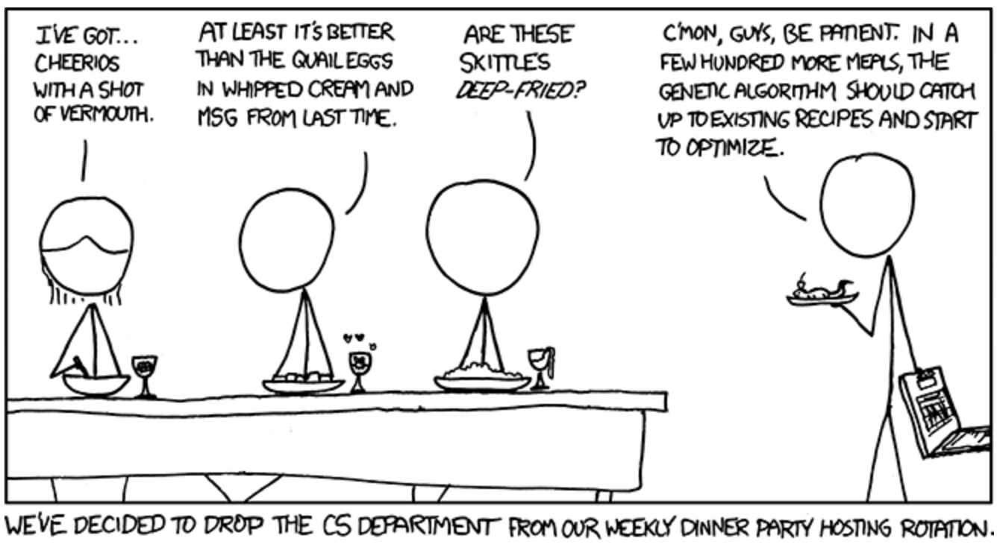 I'VE GOT...
CHEERIOS
WITH A SHOT
OF VERMOUTH.
AT LEAST IT'S BETTER
THAN THE QUAIL EGGS
IN WHIPPED CREAM AND
MSG FROM LAST TIME.
ARE THESE
SKITTLES
DEEP-FRIED?
C'MON, GUYS, BE PATIENT. IN A
FEW HUNDRED MORE MEALS, THE
GENETIC ALGORITHM SHOULD CATCH
UP TO EXISTING RECIPES AND START
TO OPTIMIZE.
WE'VE DECIDED TO DROP THE CS DEPARTMENT FROM OUR WEEKLY DINNER PARTY HOSTING ROTATION.